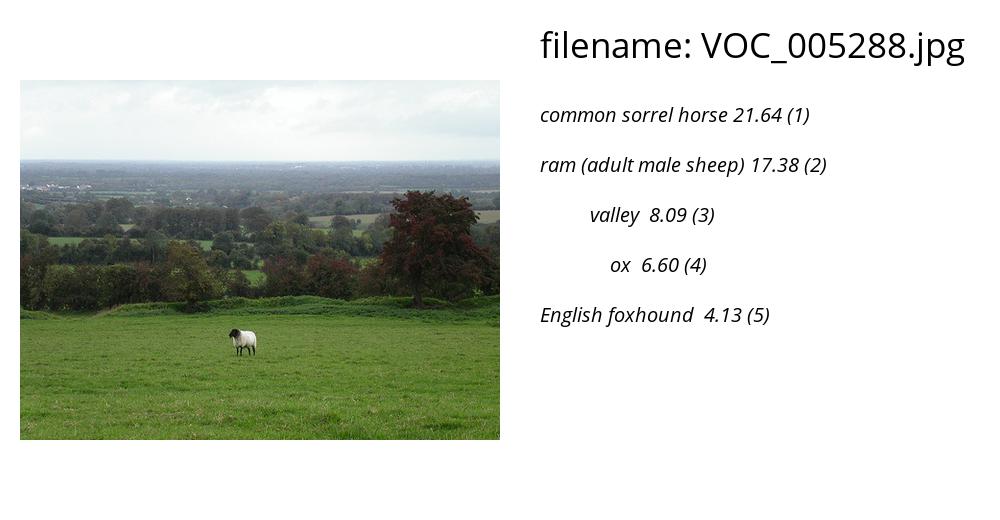 filename: VOC_005288.jpg
common sorrel horse 21.64 (1)
ram (adult male sheep) 17.38 (2)
valley 8.09 (3)
ox 6.60 (4)
English foxhound 4.13 (5)